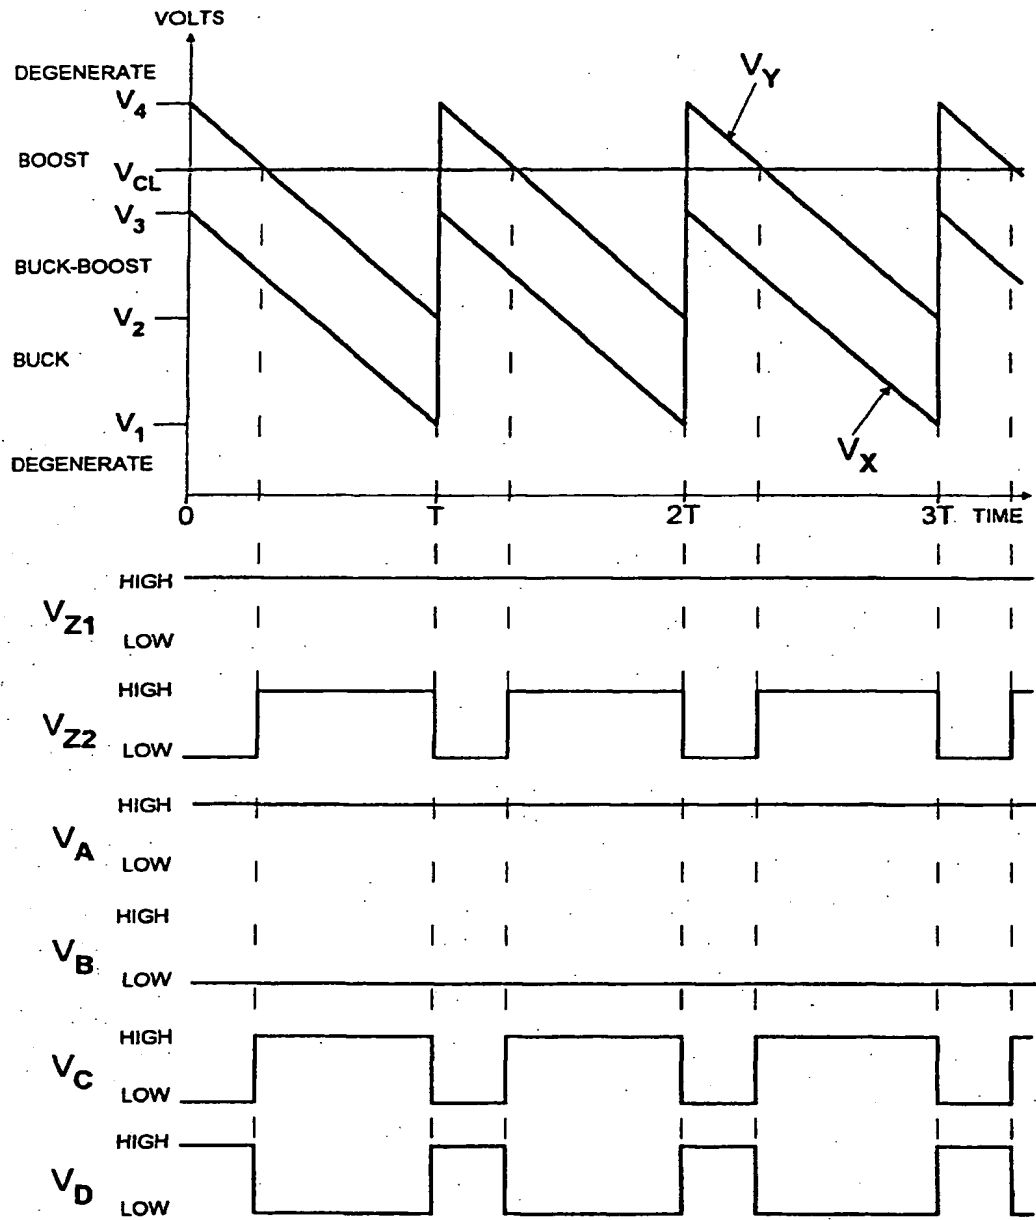 VOLTS
DEGENERATE
V4
VY
BOOST
VCL
V3
BUCK-BOOST
V2
BUCK
V1
VX
DEGENERATE
0 T 2T 3T TIME
HIGH
VZ1
LOW
HIGH
VZ2
LOW
HIGH
VA
LOW
HIGH
VB
LOW
HIGH
VC
LOW
HIGH
VD
LOW